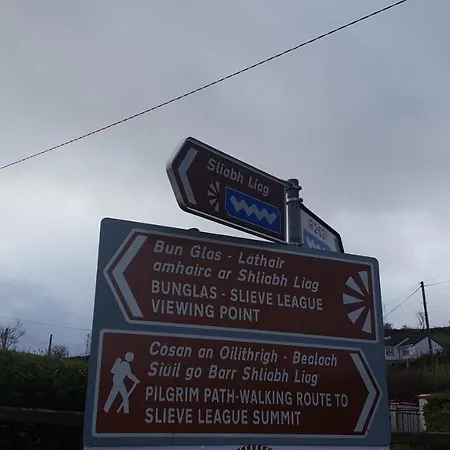 Sliabh Liag
R2621
Bun Glas - Láthair
amhairc ar Shliabh Liag
BUNGLAS - SLIEVE LEAGUE
VIEWING POINT
Cosán an Oilithrigh - Bealach
Siúil go Barr Shliabh Liag
PILGRIM PATH-WALKING ROUTE TO
SLIEVE LEAGUE SUMMIT